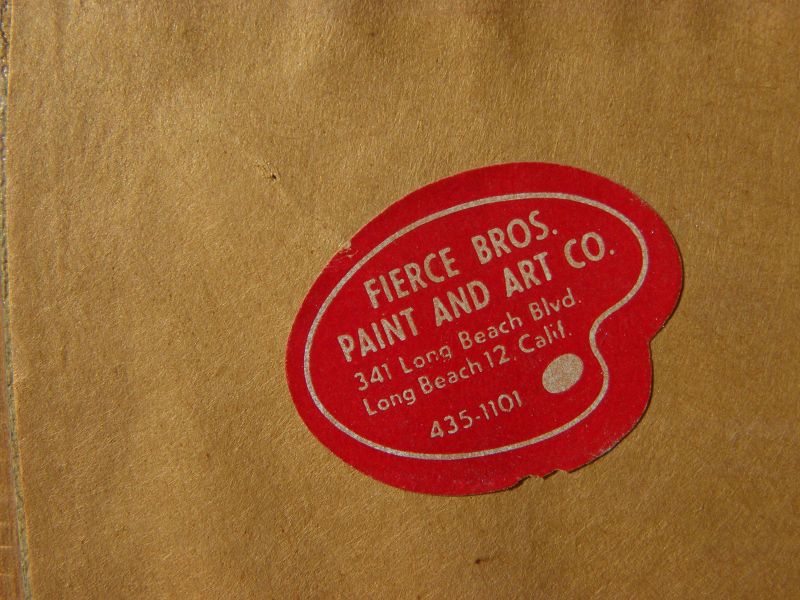 FIERCE BROS.
PAINT AND ART CO.
341 Long Beach Blvd.
Long Beach 12, Calif.
435-1101